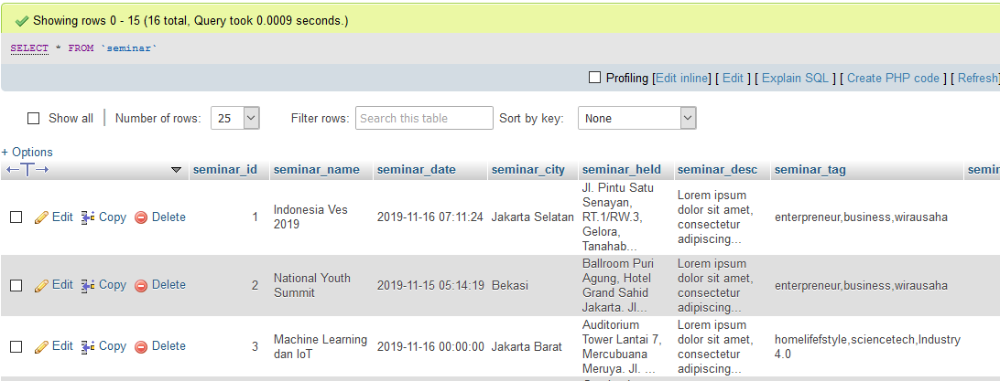 Showing rows 0 - 15 (16 total, Query took 0.0009 seconds.)
SELECT * FROM `seminar`
Profiling [Edit inline] [ Edit ] [ Explain SQL ] [ Create PHP code ] [ Refresh]
Show all Number of rows: 25 Filter rows: Search this table Sort by key: None
+ Options
seminar_id seminar_name seminar_date seminar_city seminar_held seminar_desc seminar_tag semin
Edit Copy Delete 1 Indonesia Ves 2019 2019-11-16 07:11:24 Jakarta Selatan Jl. Pintu Satu Senayan, RT.1/RW.3, Gelora, Tanahab... Lorem ipsum dolor sit amet, consectetur adipiscing... enterpreneur,business,wirausaha
Edit Copy Delete 2 National Youth Summit 2019-11-15 05:14:19 Bekasi Ballroom Puri Agung, Hotel Grand Sahid Jakarta. Jl... Lorem ipsum dolor sit amet, consectetur adipiscing... enterpreneur,business,wirausaha
Edit Copy Delete 3 Machine Learning dan IoT 2019-11-16 00:00:00 Jakarta Barat Auditorium Tower Lantai 7, Mercubuana Meruya. Jl. ... Lorem ipsum dolor sit amet, consectetur adipiscing... homelifefstyle,sciencetech,Industry 4.0